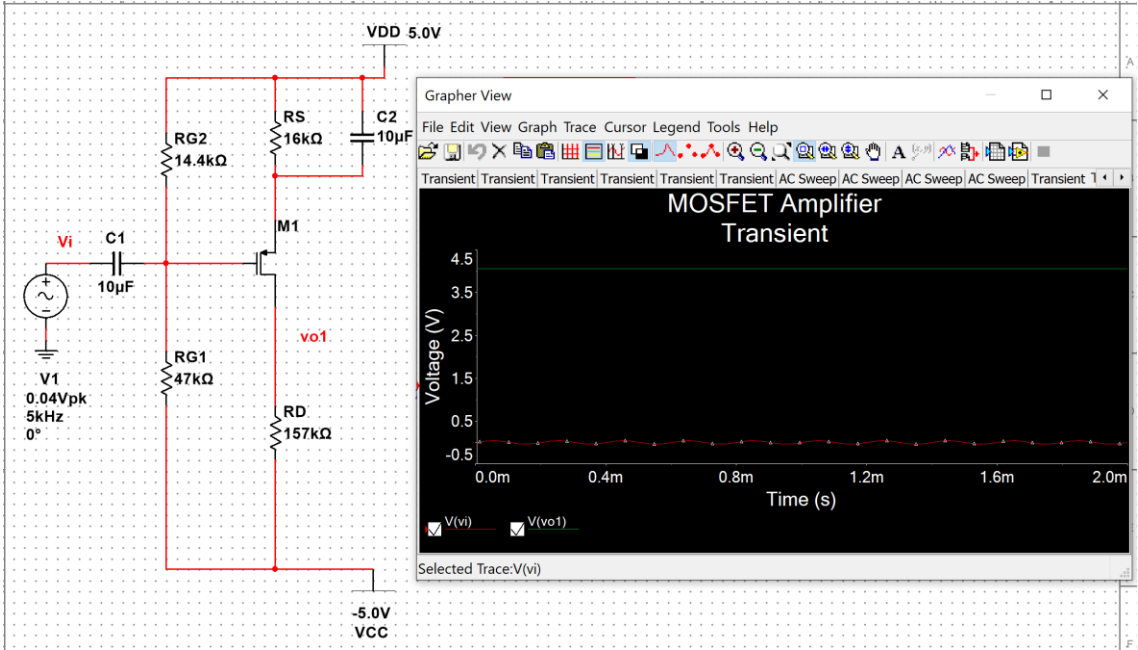 VDD 5.0V
RG2
14.4kΩ
RS
16kΩ
C2
10µF
M1
Vi
C1
10µF
V1
0.04Vpk
5kHz
0°
RG1
47kΩ
vo1
RD
157kΩ
-5.0V
VCC
Grapher View
File Edit View Graph Trace Cursor Legend Tools Help
Transient Transient Transient Transient Transient Transient AC Sweep AC Sweep AC Sweep AC Sweep Transient
MOSFET Amplifier
Transient
Voltage (V)
4.5
3.5
2.5
1.5
0.5
-0.5
0.0m 0.4m 0.8m 1.2m 1.6m 2.0m
Time (s)
V(vi) V(vo1)
Selected Trace:V(vi)
A